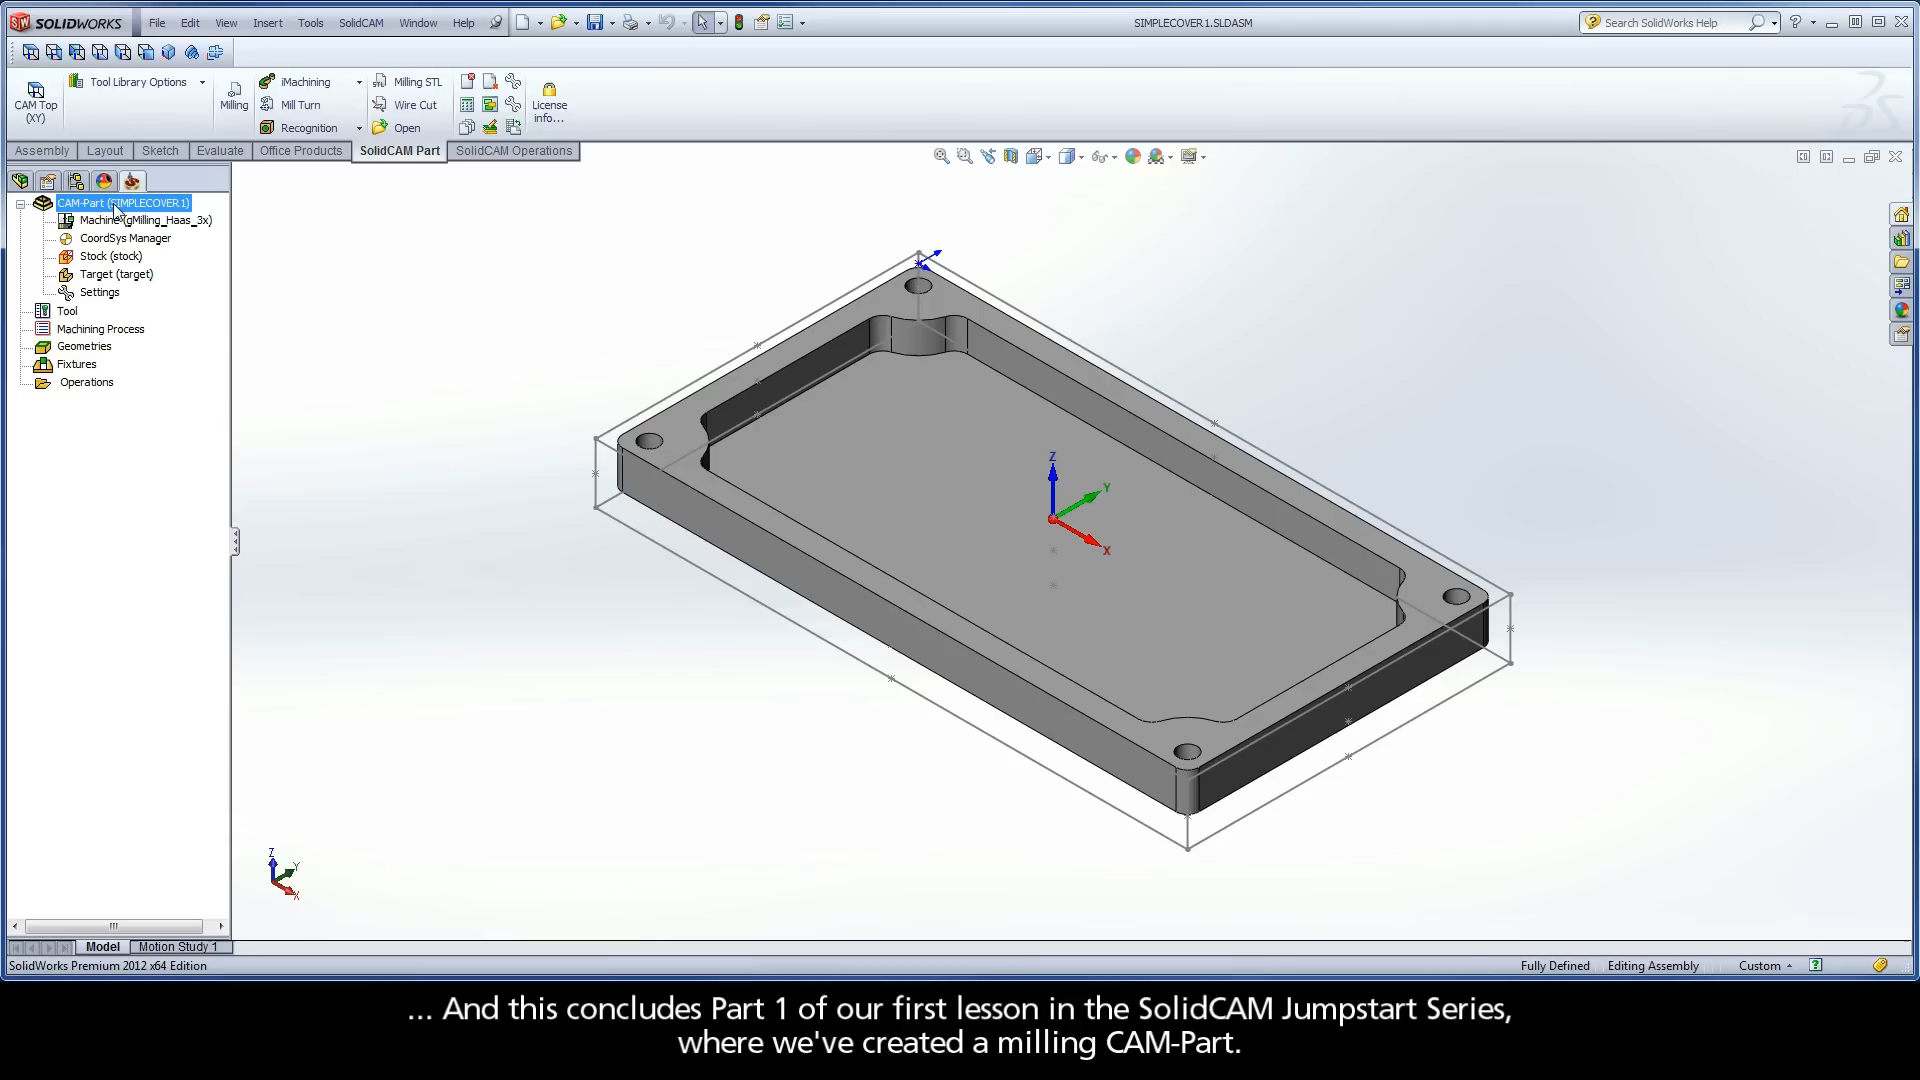 SOLIDWORKS File Edit View Insert Tools SolidCAM Window Help SIMPLECOVER1.SLDASM Search SolidWorks Help
CAM Top
(XY)
Tool Library Options
Milling
iMachining
Mill Turn
Recognition
Milling STL
Wire Cut
Open
License
info...
Assembly Layout Sketch Evaluate Office Products SolidCAM Part SolidCAM Operations
CAM-Part (SIMPLECOVER1)
Machine (gMilling_Haas_3x)
CoordSys Manager
Stock (stock)
Target (target)
Settings
Tool
Machining Process
Geometries
Fixtures
Operations
Z
Y
X
Z
Y
X
Model Motion Study 1
SolidWorks Premium 2012 x64 Edition Fully Defined Editing Assembly Custom
... And this concludes Part 1 of our first lesson in the SolidCAM Jumpstart Series,
where we've created a milling CAM-Part.